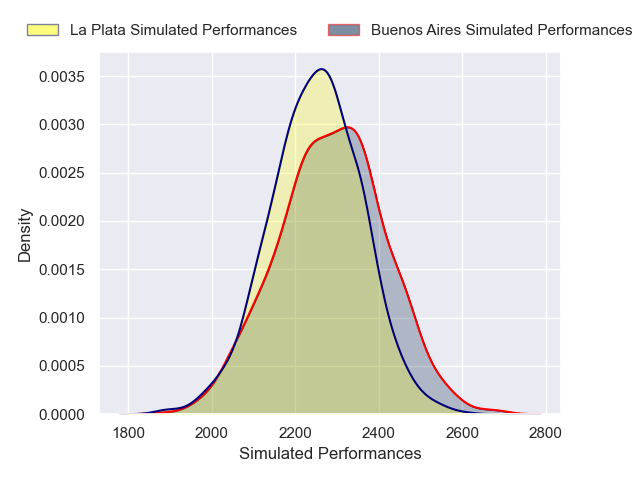 La Plata Simulated Performances Buenos Aires Simulated Performances
0.0035
0.0030
0.0025
0.0020
0.0015
0.0010
0.0005
0.0000
Density
1800 2000 2200 2400 2600 2800
Simulated Performances